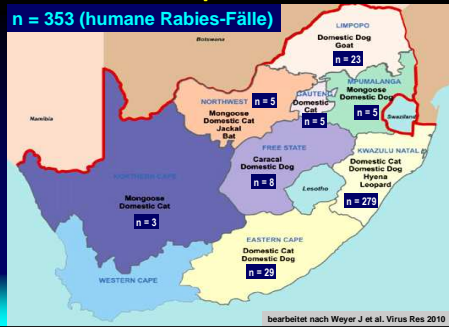 n = 353 (humane Rabies-Fälle)
Botswana
LIMPOPO
Domestic Dog
Goat
n = 23
MPUMALANGA
Mongoose
Domestic Dog
n = 5
GAUTENG
Domestic
Cat
n = 5
NORTHWEST
n = 5
Mongoose
Domestic Cat
Jackal
Bat
Namibia
Swaziland
FREE STATE
Caracal
Domestic Dog
n = 8
KWAZULU NATAL
Domestic Cat
Domestic Dog
Hyena
Leopard
n = 279
Lesotho
NORTHERN CAPE
Mongoose
Domestic Cat
n = 3
EASTERN CAPE
Domestic Cat
Domestic Dog
n = 29
WESTERN CAPE
bearbeitet nach Weyer J et al. Virus Res 2010